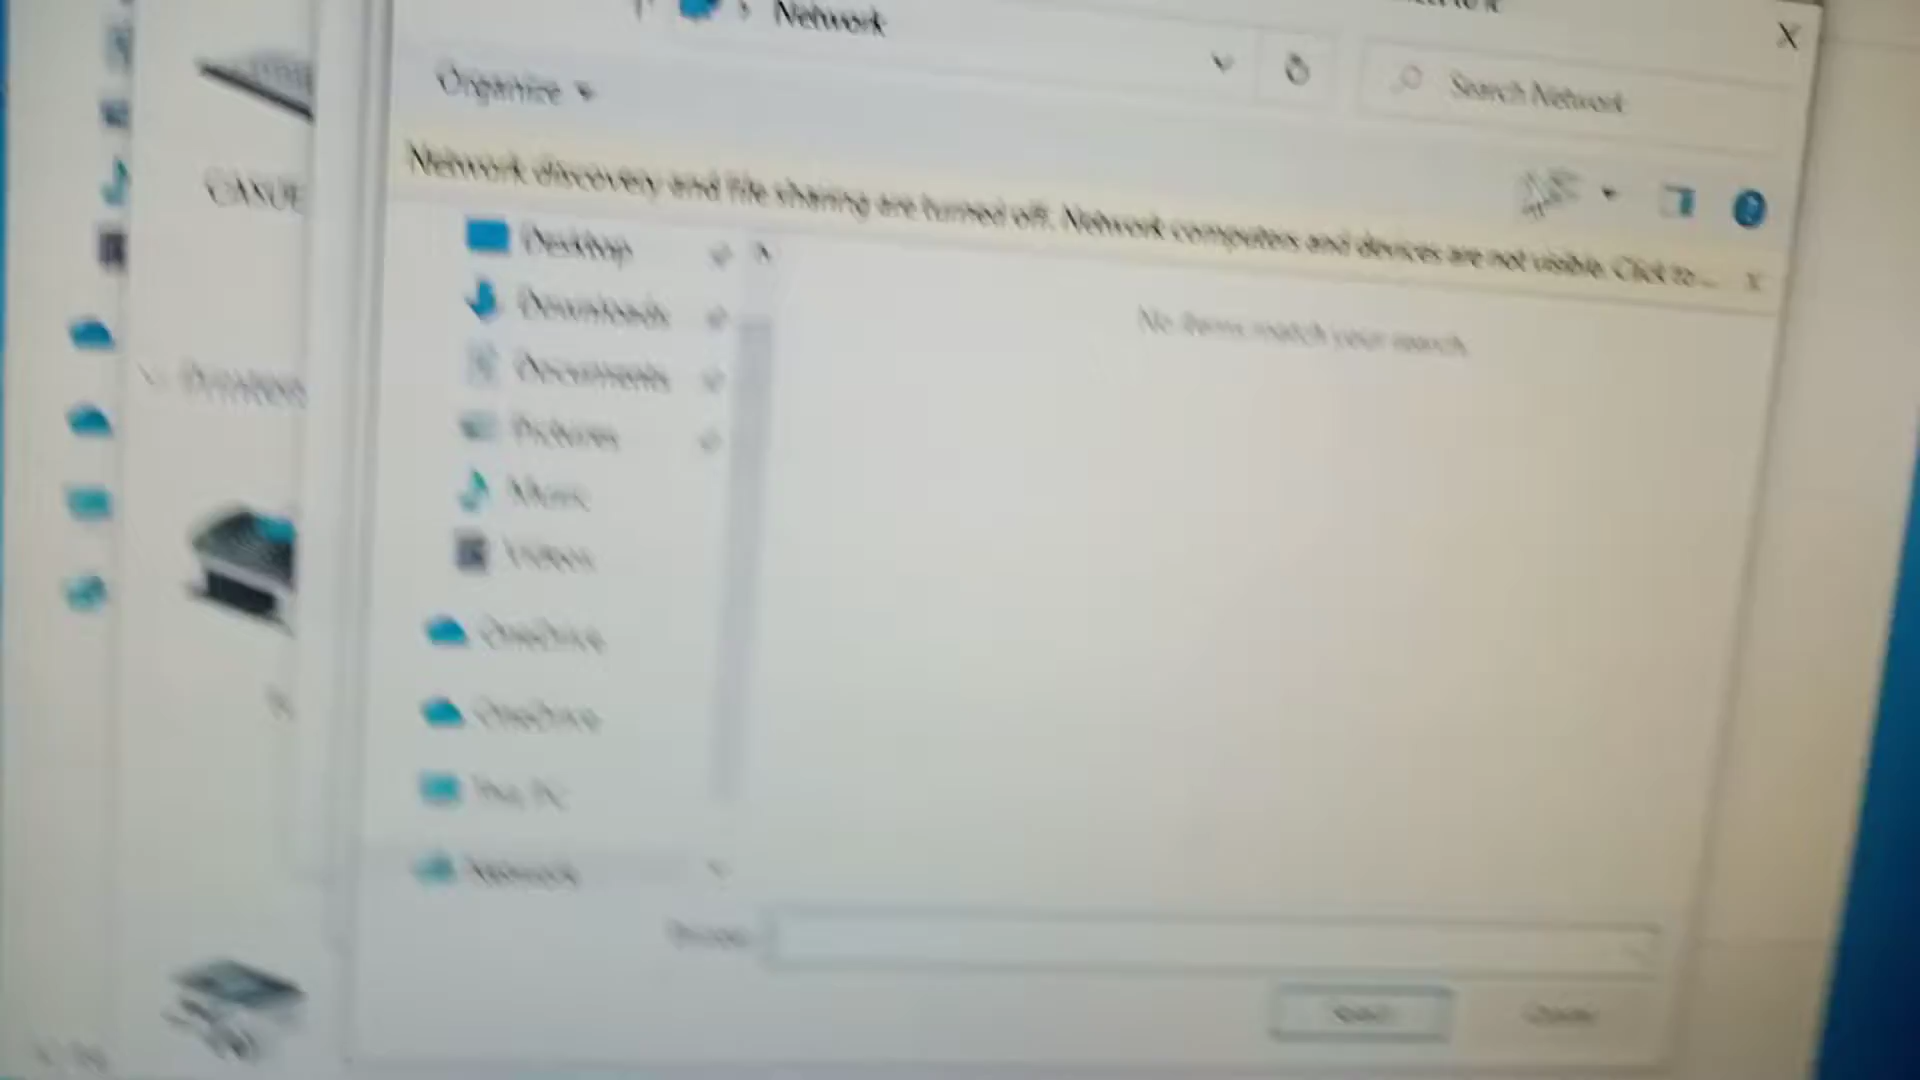 Network
Search Network
Organize
Network discovery and file sharing are turned off. Network computers and devices are not visible. Click to...
Desktop
Downloads
Documents
Pictures
Music
Videos
No items match your search.
OneDrive
OneDrive
This PC
Network